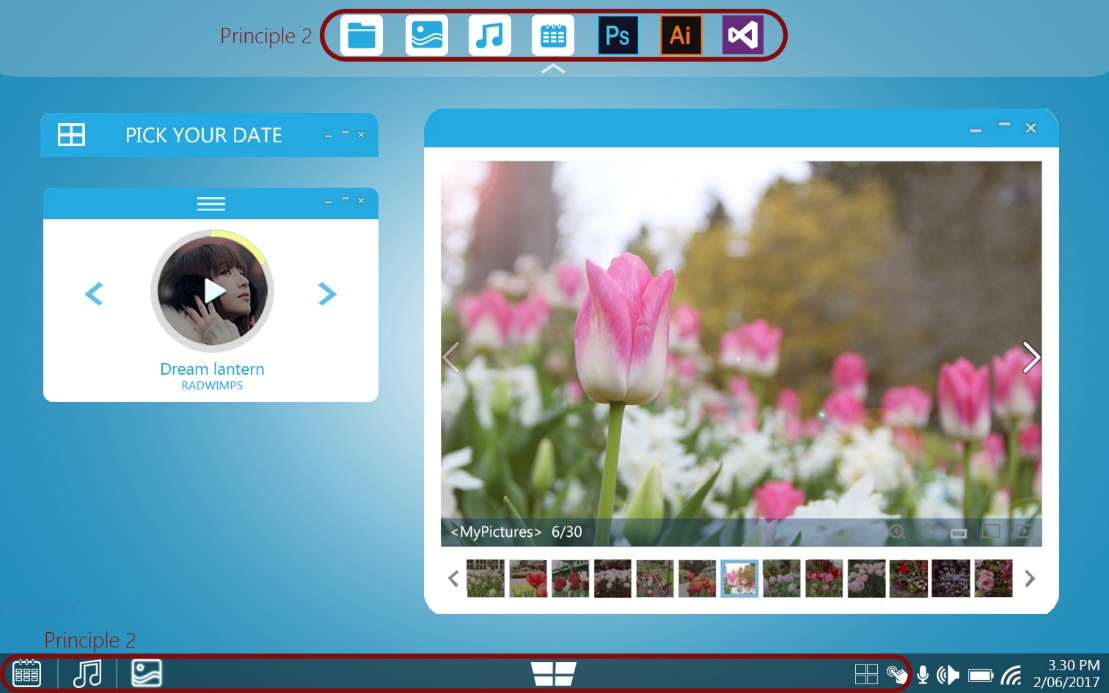 Principle 2
Ps
Ai
PICK YOUR DATE
Dream lantern
RADWIMPS
<MyPictures> 6/30
Principle 2
3.30 PM
2/06/2017